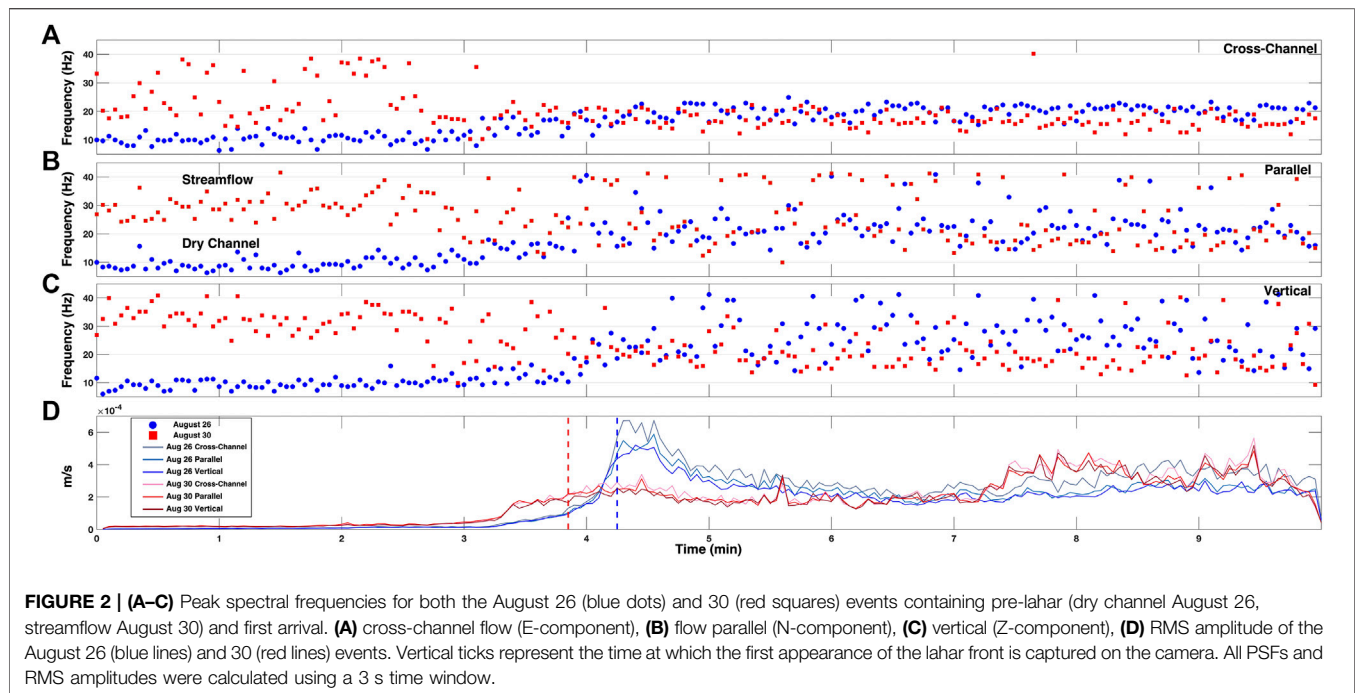 A
Cross-Channel
Frequency (Hz)
40
30
20
10
B
Streamflow
Parallel
Dry Channel
Frequency (Hz)
40
30
20
10
C
Vertical
Frequency (Hz)
40
30
20
10
D
×10⁻⁴
August 26
August 30
Aug 26 Cross-Channel
Aug 26 Parallel
Aug 26 Vertical
Aug 30 Cross-Channel
Aug 30 Parallel
Aug 30 Vertical
m/s
6
4
2
0
0 1 2 3 4 5 6 7 8 9
Time (min)
FIGURE 2 | (A–C) Peak spectral frequencies for both the August 26 (blue dots) and 30 (red squares) events containing pre-lahar (dry channel August 26,
streamflow August 30) and first arrival. (A) cross-channel flow (E-component), (B) flow parallel (N-component), (C) vertical (Z-component), (D) RMS amplitude of the
August 26 (blue lines) and 30 (red lines) events. Vertical ticks represent the time at which the first appearance of the lahar front is captured on the camera. All PSFs and
RMS amplitudes were calculated using a 3 s time window.